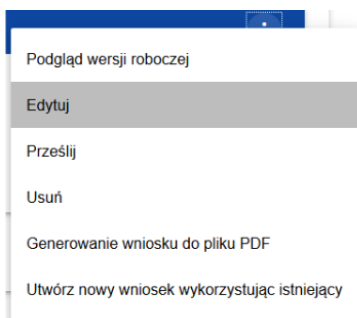 Podgląd wersji roboczej
Edytuj
Prześlij
Usuń
Generowanie wniosku do pliku PDF
Utwórz nowy wniosek wykorzystując istniejący